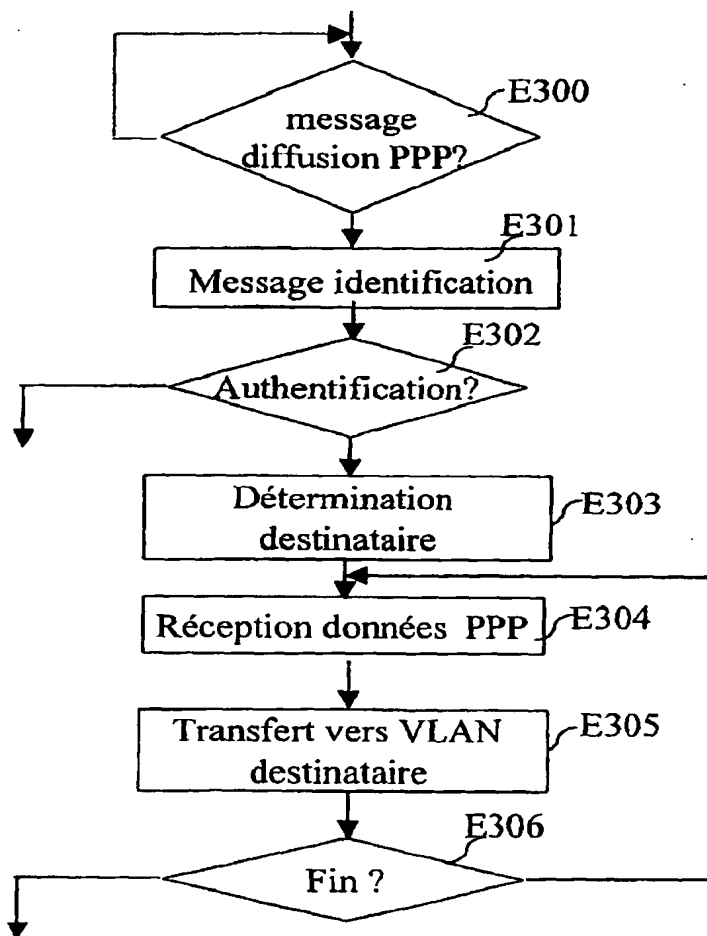 E300
message
diffusion PPP?
E301
Message identification
E302
Authentification?
Détermination
destinataire
E303
Réception données PPP
E304
Transfert vers VLAN
destinataire
E305
E306
Fin ?